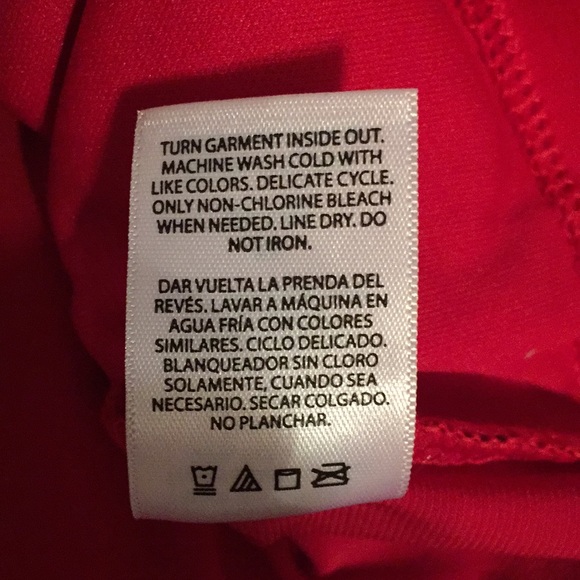 TURN GARMENT INSIDE OUT.
MACHINE WASH COLD WITH
LIKE COLORS. DELICATE CYCLE.
ONLY NON-CHLORINE BLEACH
WHEN NEEDED. LINE DRY. DO
NOT IRON.
DAR VUELTA LA PRENDA DEL
REVÉS. LAVAR A MÁQUINA EN
AGUA FRÍA CON COLORES
SIMILARES. CICLO DELICADO.
BLANQUEADOR SIN CLORO
SOLAMENTE, CUANDO SEA
NECESARIO. SECAR COLGADO.
NO PLANCHAR.